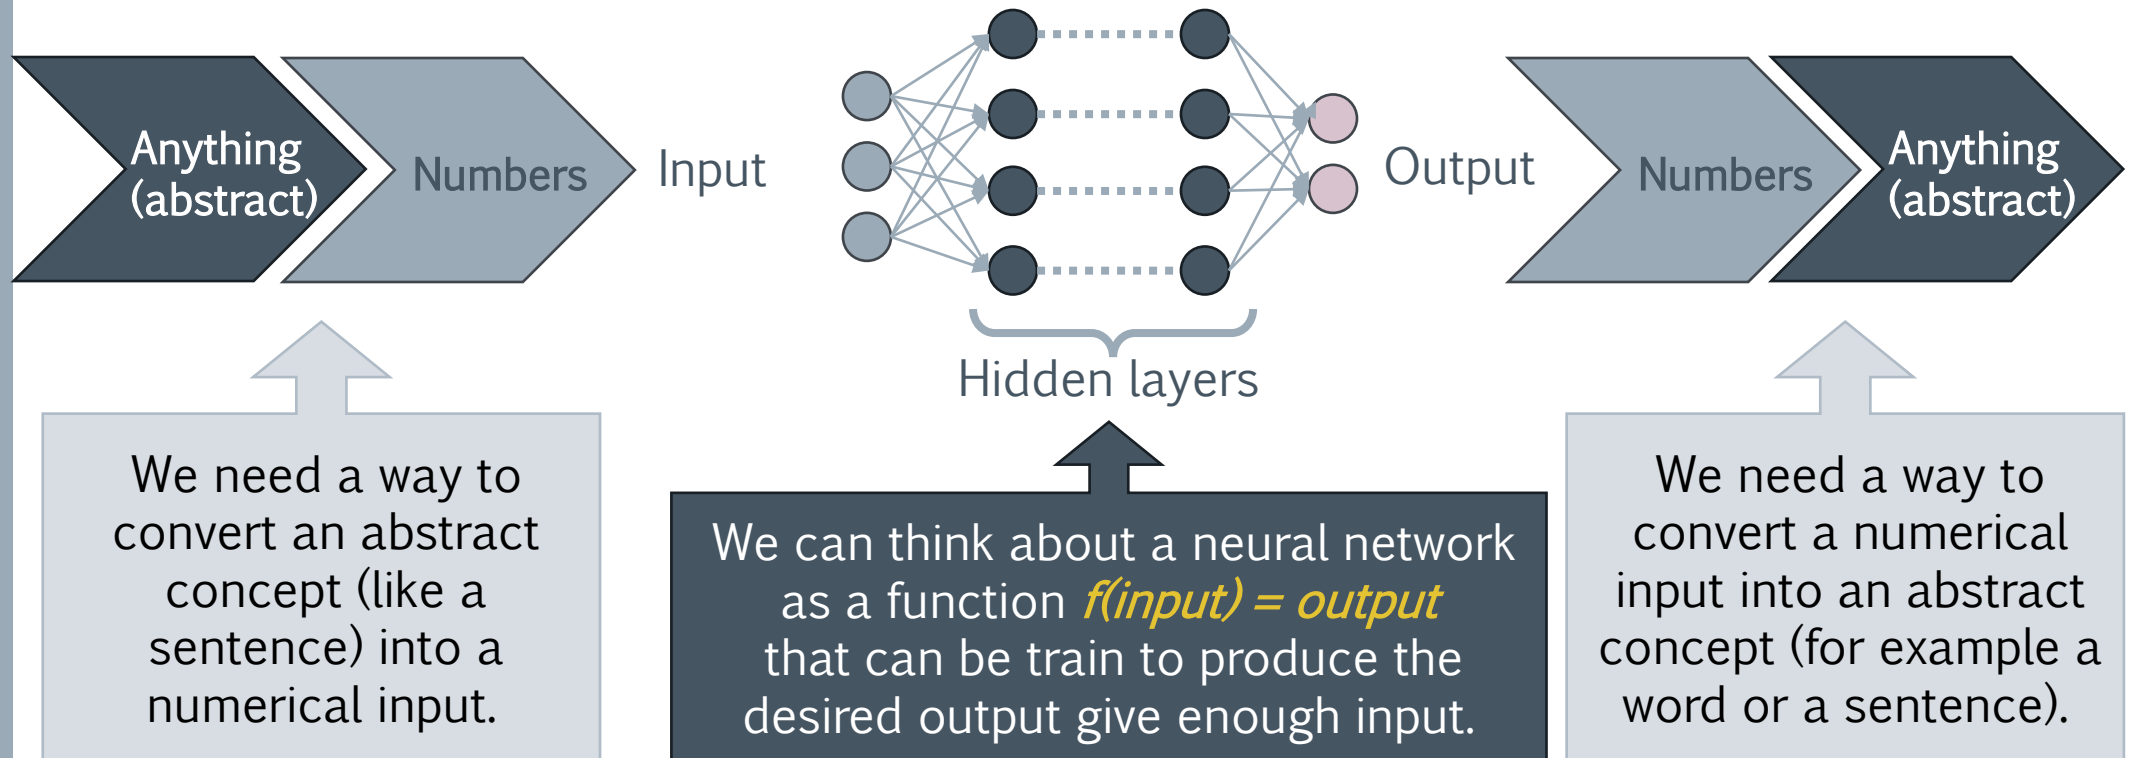 Anything
(abstract)
Numbers
Input
Output
Numbers
Anything
(abstract)
Hidden layers
We need a way to
convert an abstract
concept (like a
sentence) into a
numerical input.
We can think about a neural network
as a function f(input) = output
that can be train to produce the
desired output give enough input.
We need a way to
convert a numerical
input into an abstract
concept (for example a
word or a sentence).